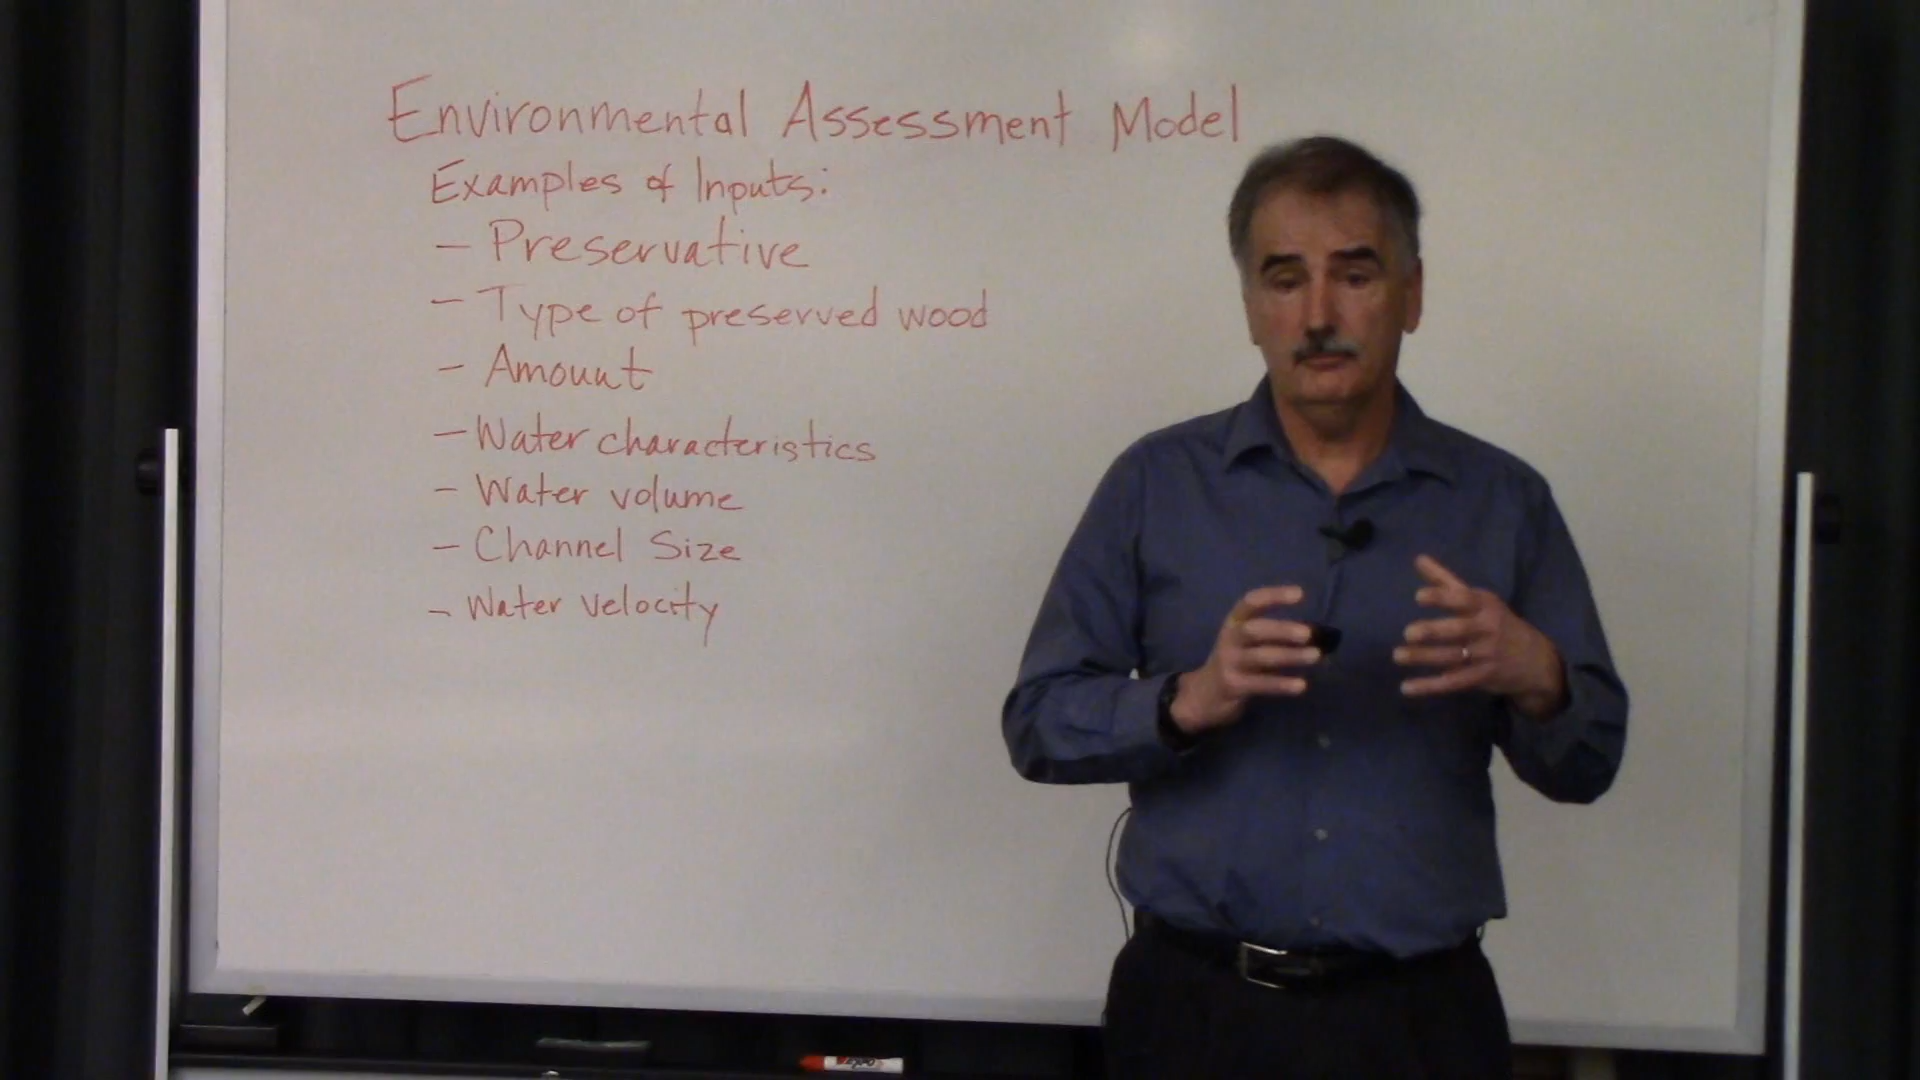 Environmental Assessment Model
Examples of Inputs:
- Preservative
- Type of preserved wood
- Amount
- Water characteristics
- Water volume
- Channel Size
- Water velocity
EXPO